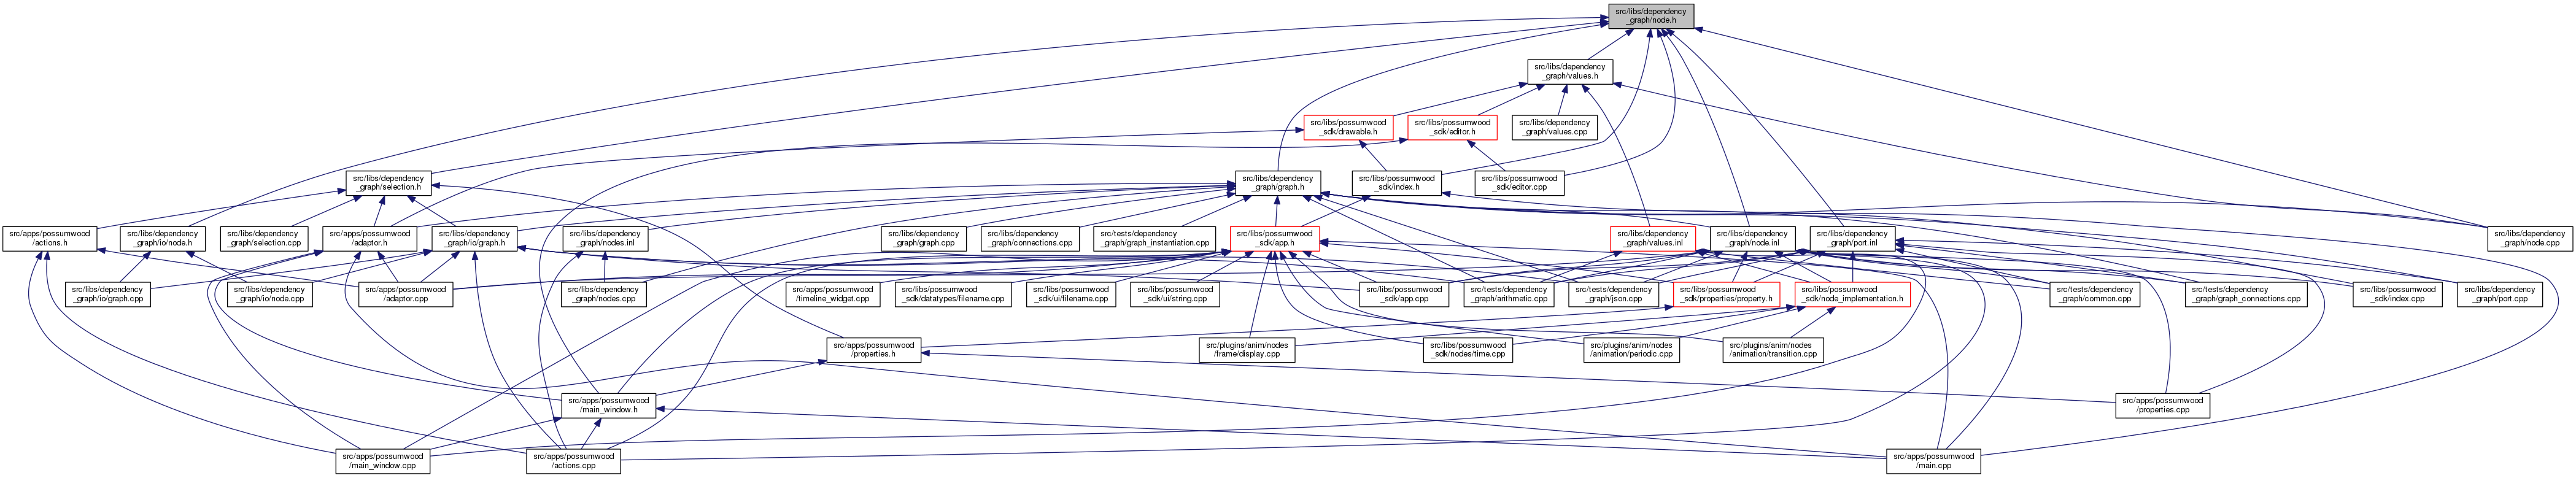 src/libs/dependency
_graph/node.h
src/libs/dependency
_graph/values.h
src/libs/possumwood
_sdk/drawable.h
src/libs/possumwood
_sdk/editor.h
src/libs/dependency
_graph/values.cpp
src/libs/dependency
_graph/selection.h
src/libs/dependency
_graph/graph.h
src/libs/possumwood
_sdk/index.h
src/libs/possumwood
_sdk/editor.cpp
src/apps/possumwood
/actions.h
src/libs/dependency
_graph/io/node.h
src/libs/dependency
_graph/selection.cpp
src/apps/possumwood
/adaptor.h
src/libs/dependency
_graph/io/graph.h
src/libs/dependency
_graph/nodes.inl
src/libs/dependency
_graph/graph.cpp
src/libs/dependency
_graph/connections.cpp
src/tests/dependency
_graph/graph_instantiation.cpp
src/libs/possumwood
_sdk/app.h
src/libs/dependency
_graph/values.inl
src/libs/dependency
_graph/node.inl
src/libs/dependency
_graph/port.inl
src/libs/dependency
_graph/node.cpp
src/libs/dependency
_graph/io/graph.cpp
src/libs/dependency
_graph/io/node.cpp
src/apps/possumwood
/adaptor.cpp
src/libs/dependency
_graph/nodes.cpp
src/apps/possumwood
/timeline_widget.cpp
src/libs/possumwood
_sdk/datatypes/filename.cpp
src/libs/possumwood
_sdk/ui/filename.cpp
src/libs/possumwood
_sdk/ui/string.cpp
src/libs/possumwood
_sdk/app.cpp
src/tests/dependency
_graph/arithmetic.cpp
src/tests/dependency
_graph/json.cpp
src/libs/possumwood
_sdk/properties/property.h
src/libs/possumwood
_sdk/node_implementation.h
src/tests/dependency
_graph/common.cpp
src/tests/dependency
_graph/graph_connections.cpp
src/libs/possumwood
_sdk/index.cpp
src/libs/dependency
_graph/port.cpp
src/apps/possumwood
/properties.h
src/plugins/anim/nodes
/frame/display.cpp
src/libs/possumwood
_sdk/nodes/time.cpp
src/plugins/anim/nodes
/animation/periodic.cpp
src/plugins/anim/nodes
/animation/transition.cpp
src/apps/possumwood
/main_window.h
src/apps/possumwood
/properties.cpp
src/apps/possumwood
/main_window.cpp
src/apps/possumwood
/actions.cpp
src/apps/possumwood
/main.cpp